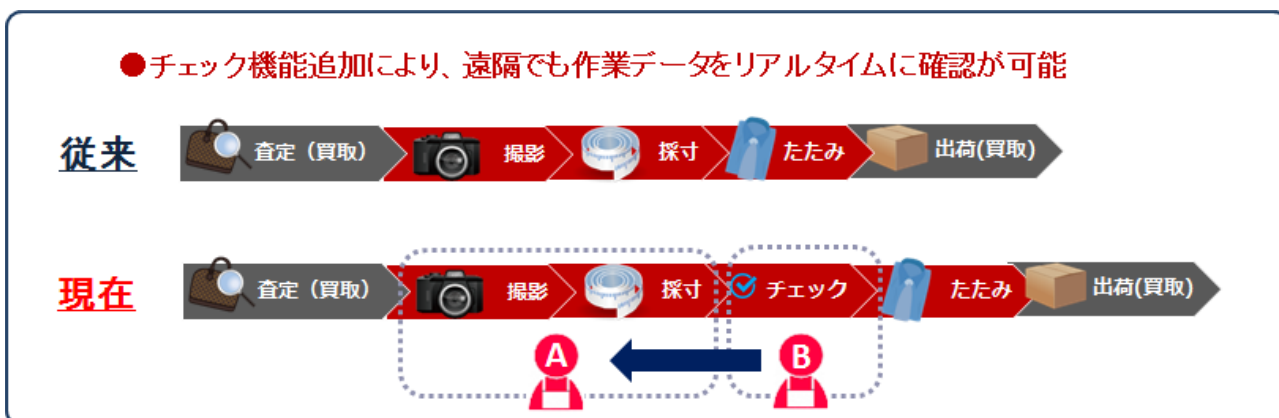 ●チェック機能追加により、遠隔でも作業データをリアルタイムに確認が可能
従来
査定（買取） 撮影 採寸 たたみ 出荷(買取)
現在
査定（買取） 撮影 採寸 チェック たたみ 出荷(買取)
A B